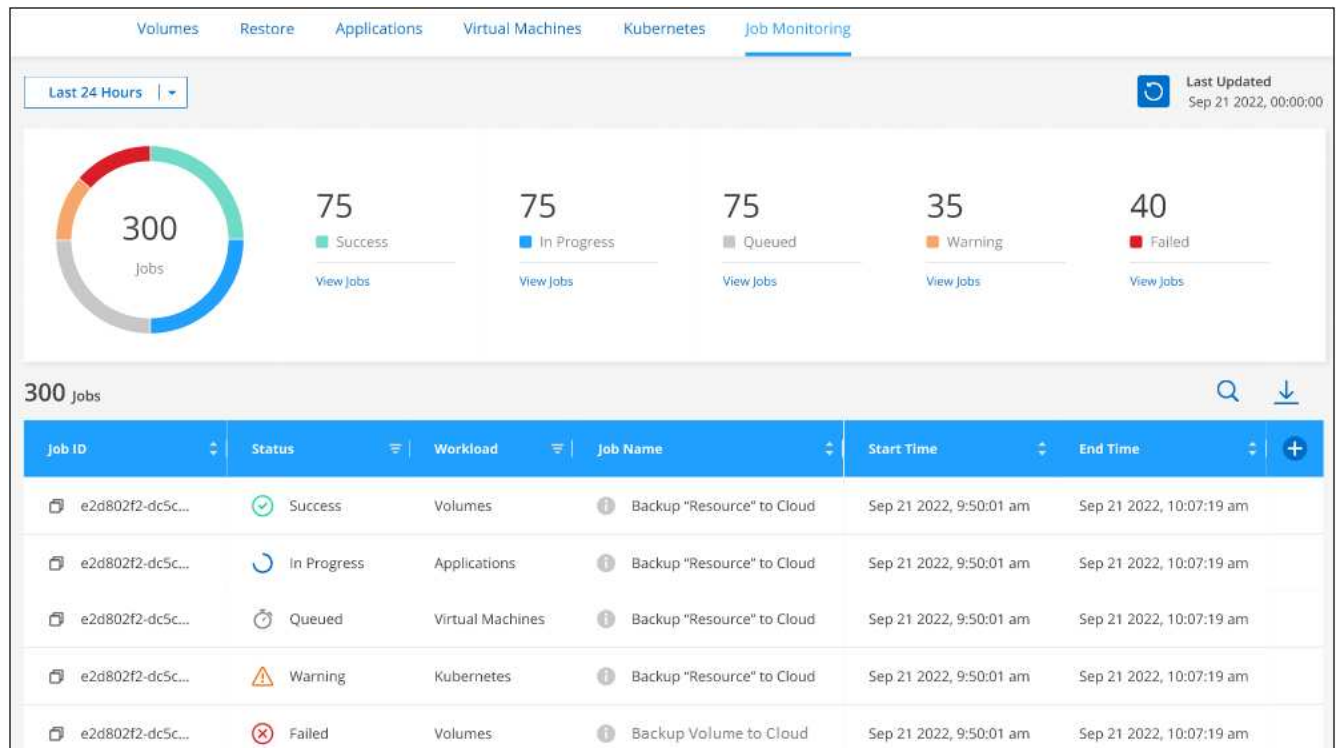 Volumes Restore Applications Virtual Machines Kubernetes Job Monitoring
Last 24 Hours
Last Updated
Sep 21 2022, 00:00:00
300
Jobs
75 75 75 35 40
Success In Progress Queued Warning Failed
View Jobs View Jobs View Jobs View Jobs View Jobs
300 Jobs
Job ID Status Workload Job Name Start Time End Time
e2d802f2-dc5c... Success Volumes Backup “Resource” to Cloud Sep 21 2022, 9:50:01 am Sep 21 2022, 10:07:19 am
e2d802f2-dc5c... In Progress Applications Backup “Resource” to Cloud Sep 21 2022, 9:50:01 am Sep 21 2022, 10:07:19 am
e2d802f2-dc5c... Queued Virtual Machines Backup “Resource” to Cloud Sep 21 2022, 9:50:01 am Sep 21 2022, 10:07:19 am
e2d802f2-dc5c... Warning Kubernetes Backup “Resource” to Cloud Sep 21 2022, 9:50:01 am Sep 21 2022, 10:07:19 am
e2d802f2-dc5c... Failed Volumes Backup Volume to Cloud Sep 21 2022, 9:50:01 am Sep 21 2022, 10:07:19 am